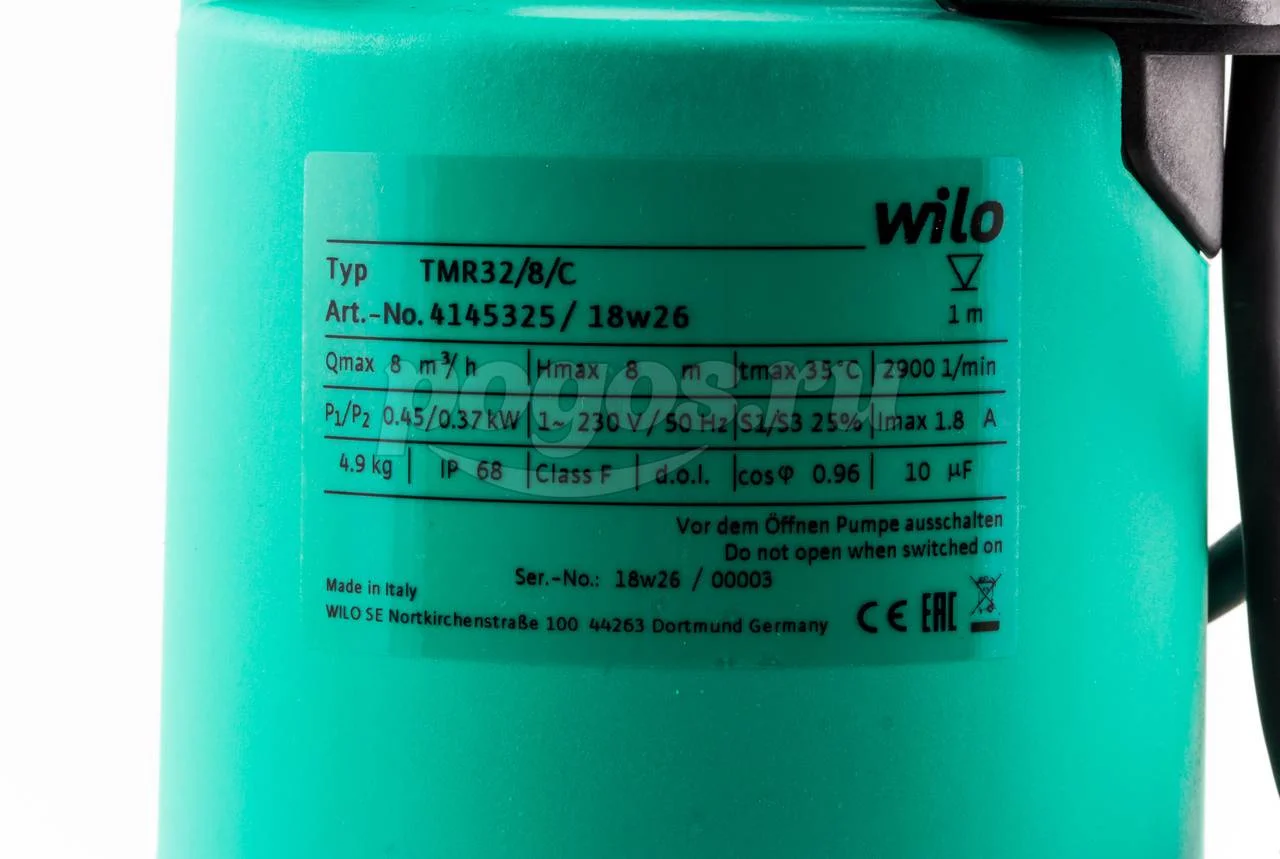 wilo
Typ TMR32/8/C
Art.-No. 4145325/ 18w26
1 m
Qmax 8 m³/h Hmax 8 m tmax 35°C 2900 1/min
P₁/P₂ 0.45/0.37 kW 1~ 230 V / 50 Hz S1/S3 25% Imax 1.8 A
4.9 kg IP 68 Class F d.o.l. cosφ 0.96 10 µF
Vor dem Öffnen Pumpe ausschalten
Do not open when switched on
Ser.-No.: 18w26 / 00003
Made in Italy
WILO SE Nortkirchenstraße 100 44263 Dortmund Germany
CE EAC
pogos.ru